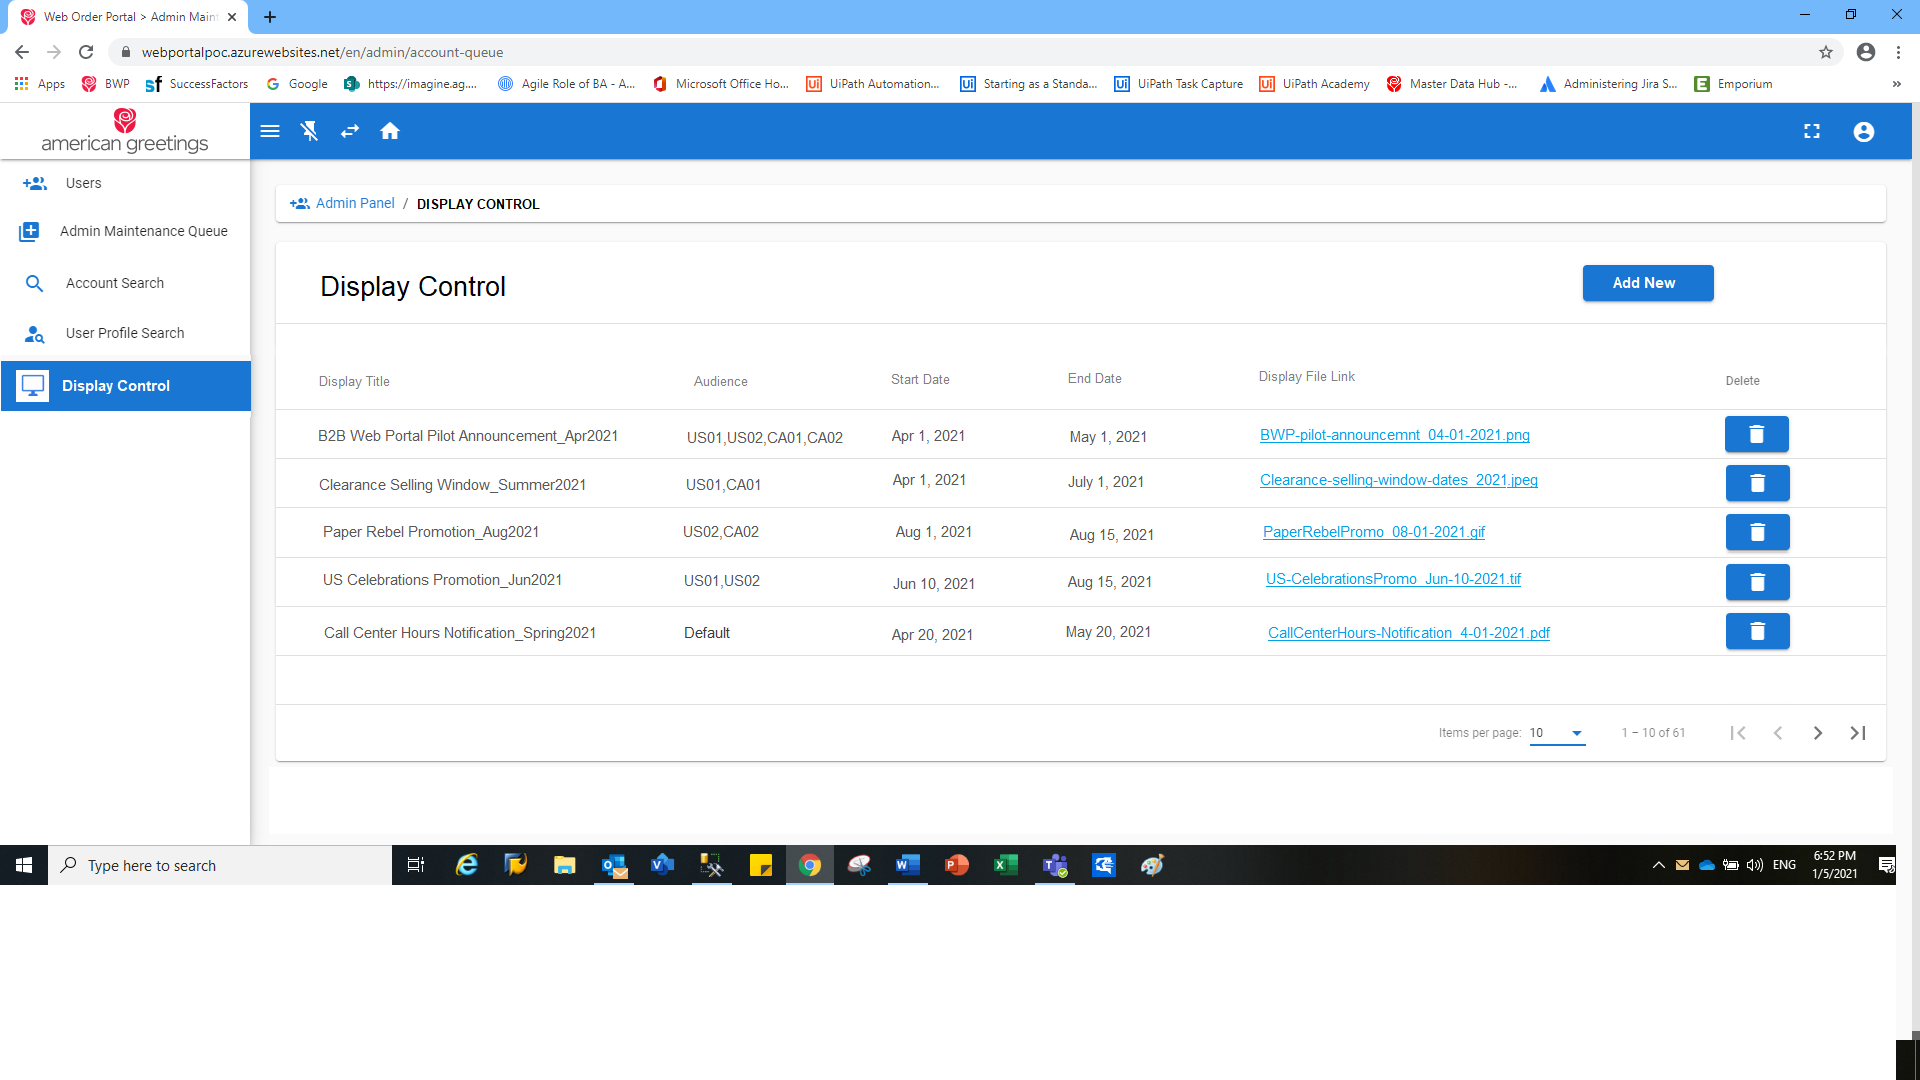 Web Order Portal > Admin Maint
webportalpoc.azurewebsites.net/en/admin/account-queue
Apps BWP SuccessFactors Google https://imagine.ag.... Agile Role of BA - A... Microsoft Office Ho... UiPath Automation... Starting as a Standa... UiPath Task Capture UiPath Academy Master Data Hub -... Administering Jira S... Emporium »
american greetings
Users
Admin Maintenance Queue
Account Search
User Profile Search
Display Control
Admin Panel / DISPLAY CONTROL
Display Control
Add New
Display Title Audience Start Date End Date Display File Link Delete
B2B Web Portal Pilot Announcement_Apr2021 US01,US02,CA01,CA02 Apr 1, 2021 May 1, 2021 BWP-pilot-announcemnt_04-01-2021.png
Clearance Selling Window_Summer2021 US01,CA01 Apr 1, 2021 July 1, 2021 Clearance-selling-window-dates_2021.jpeg
Paper Rebel Promotion_Aug2021 US02,CA02 Aug 1, 2021 Aug 15, 2021 PaperRebelPromo_08-01-2021.gif
US Celebrations Promotion_Jun2021 US01,US02 Jun 10, 2021 Aug 15, 2021 US-CelebrationsPromo_Jun-10-2021.tif
Call Center Hours Notification_Spring2021 Default Apr 20, 2021 May 20, 2021 CallCenterHours-Notification_4-01-2021.pdf
Items per page: 10 1 – 10 of 61
Type here to search
ENG
6:52 PM
1/5/2021